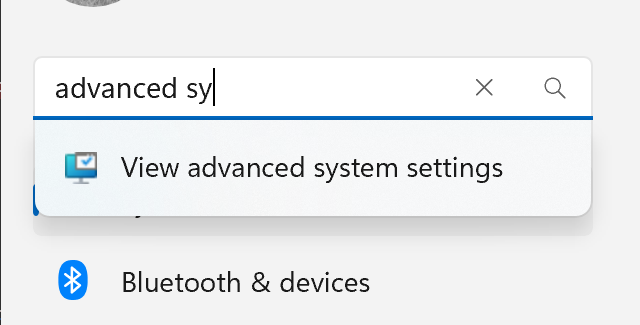 advanced sy
View advanced system settings
Bluetooth & devices